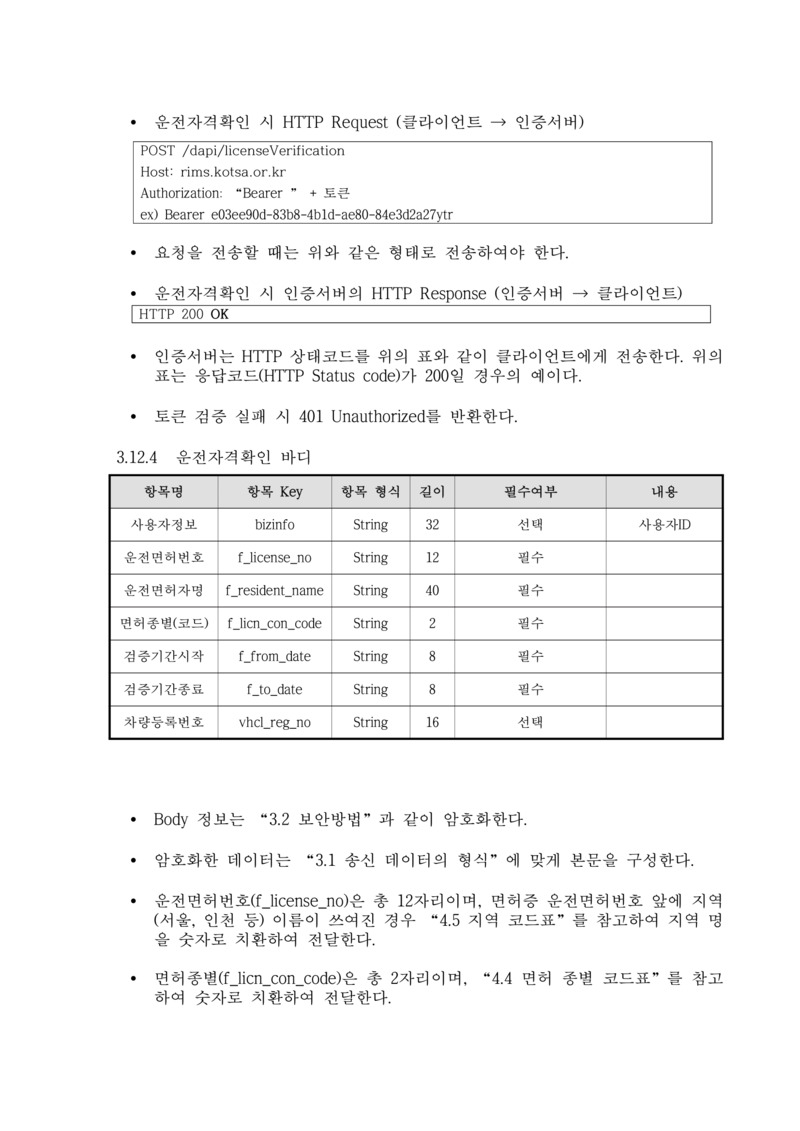 • 운전자격확인 시 HTTP Request (클라이언트 → 인증서버)
POST /dapi/licenseVerification
Host: rims.kotsa.or.kr
Authorization: “Bearer ” + 토큰
ex) Bearer e03ee90d-83b8-4b1d-ae80-84e3d2a27ytr
• 요청을 전송할 때는 위와 같은 형태로 전송하여야 한다.
• 운전자격확인 시 인증서버의 HTTP Response (인증서버 → 클라이언트)
HTTP 200 OK
• 인증서버는 HTTP 상태코드를 위의 표와 같이 클라이언트에게 전송한다. 위의
표는 응답코드(HTTP Status code)가 200일 경우의 예이다.
• 토큰 검증 실패 시 401 Unauthorized를 반환한다.
3.12.4 운전자격확인 바디
항목명 항목 Key 항목 형식 길이 필수여부 내용
사용자정보 bizinfo String 32 선택 사용자ID
운전면허번호 f_license_no String 12 필수
운전면허자명 f_resident_name String 40 필수
면허종별(코드) f_licn_con_code String 2 필수
검증기간시작 f_from_date String 8 필수
검증기간종료 f_to_date String 8 필수
차량등록번호 vhcl_reg_no String 16 선택
• Body 정보는 “3.2 보안방법”과 같이 암호화한다.
• 암호화한 데이터는 “3.1 송신 데이터의 형식”에 맞게 본문을 구성한다.
• 운전면허번호(f_license_no)은 총 12자리이며, 면허증 운전면허번호 앞에 지역
(서울, 인천 등) 이름이 쓰여진 경우 “4.5 지역 코드표”를 참고하여 지역 명
을 숫자로 치환하여 전달한다.
• 면허종별(f_licn_con_code)은 총 2자리이며, “4.4 면허 종별 코드표”를 참고
하여 숫자로 치환하여 전달한다.